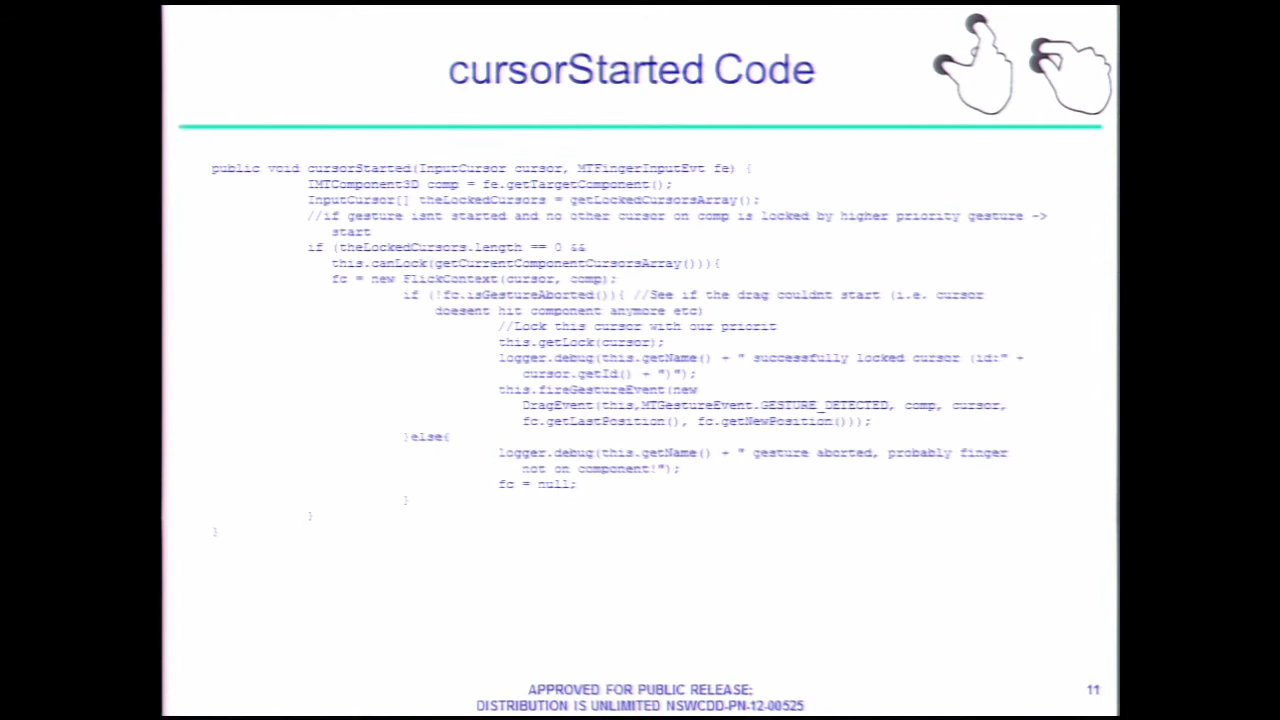 cursorStarted Code
public void cursorStarted(InputCursor cursor, MTFingerInputEvt fe) {
IMTComponent3D comp = fe.getTargetComponent();
InputCursor[] theLockedCursors = getLockedCursorsArray();
//if gesture isnt started and no other cursor on comp is locked by higher priority gesture ->
start
if (theLockedCursors.length == 0 &&
this.canLock(getCurrentComponentCursorsArray())){
fc = new FlickContext(cursor, comp);
if (!fc.isGestureAborted()){ //See if the drag couldnt start (i.e. cursor
doesent hit component anymore etc)
//Lock this cursor with our priorit
this.getLock(cursor);
logger.debug(this.getName() + " successfully locked cursor (id:" +
cursor.getId() + ")");
this.fireGestureEvent(new
DragEvent(this,MTGestureEvent.GESTURE_DETECTED, comp, cursor,
fc.getLastPosition(), fc.getNewPosition()));
}else{
logger.debug(this.getName() + " gesture aborted, probably finger
not on component!");
fc = null;
}
}
}
APPROVED FOR PUBLIC RELEASE;
DISTRIBUTION IS UNLIMITED NSWCDD-PN-12-00525
11